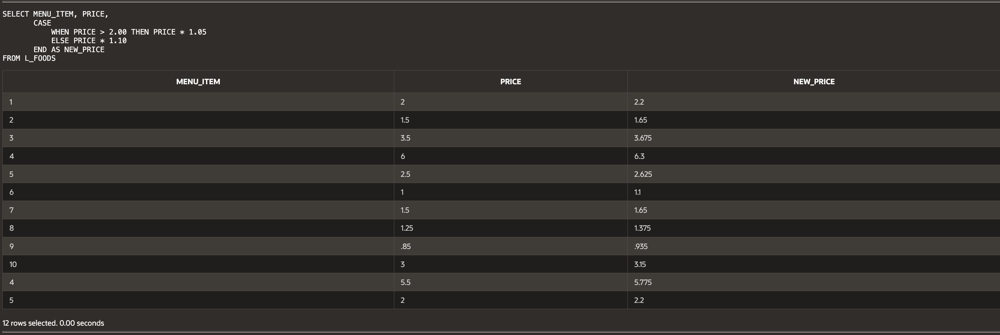 SELECT MENU_ITEM, PRICE,
       CASE
           WHEN PRICE > 2.00 THEN PRICE * 1.05
           ELSE PRICE * 1.10
       END AS NEW_PRICE
FROM L_FOODS
MENU_ITEM PRICE NEW_PRICE
1 2 2.2
2 1.5 1.65
3 3.5 3.675
4 6 6.3
5 2.5 2.625
6 1 1.1
7 1.5 1.65
8 1.25 1.375
9 .85 .935
10 3 3.15
4 5.5 5.775
5 2 2.2
12 rows selected. 0.00 seconds